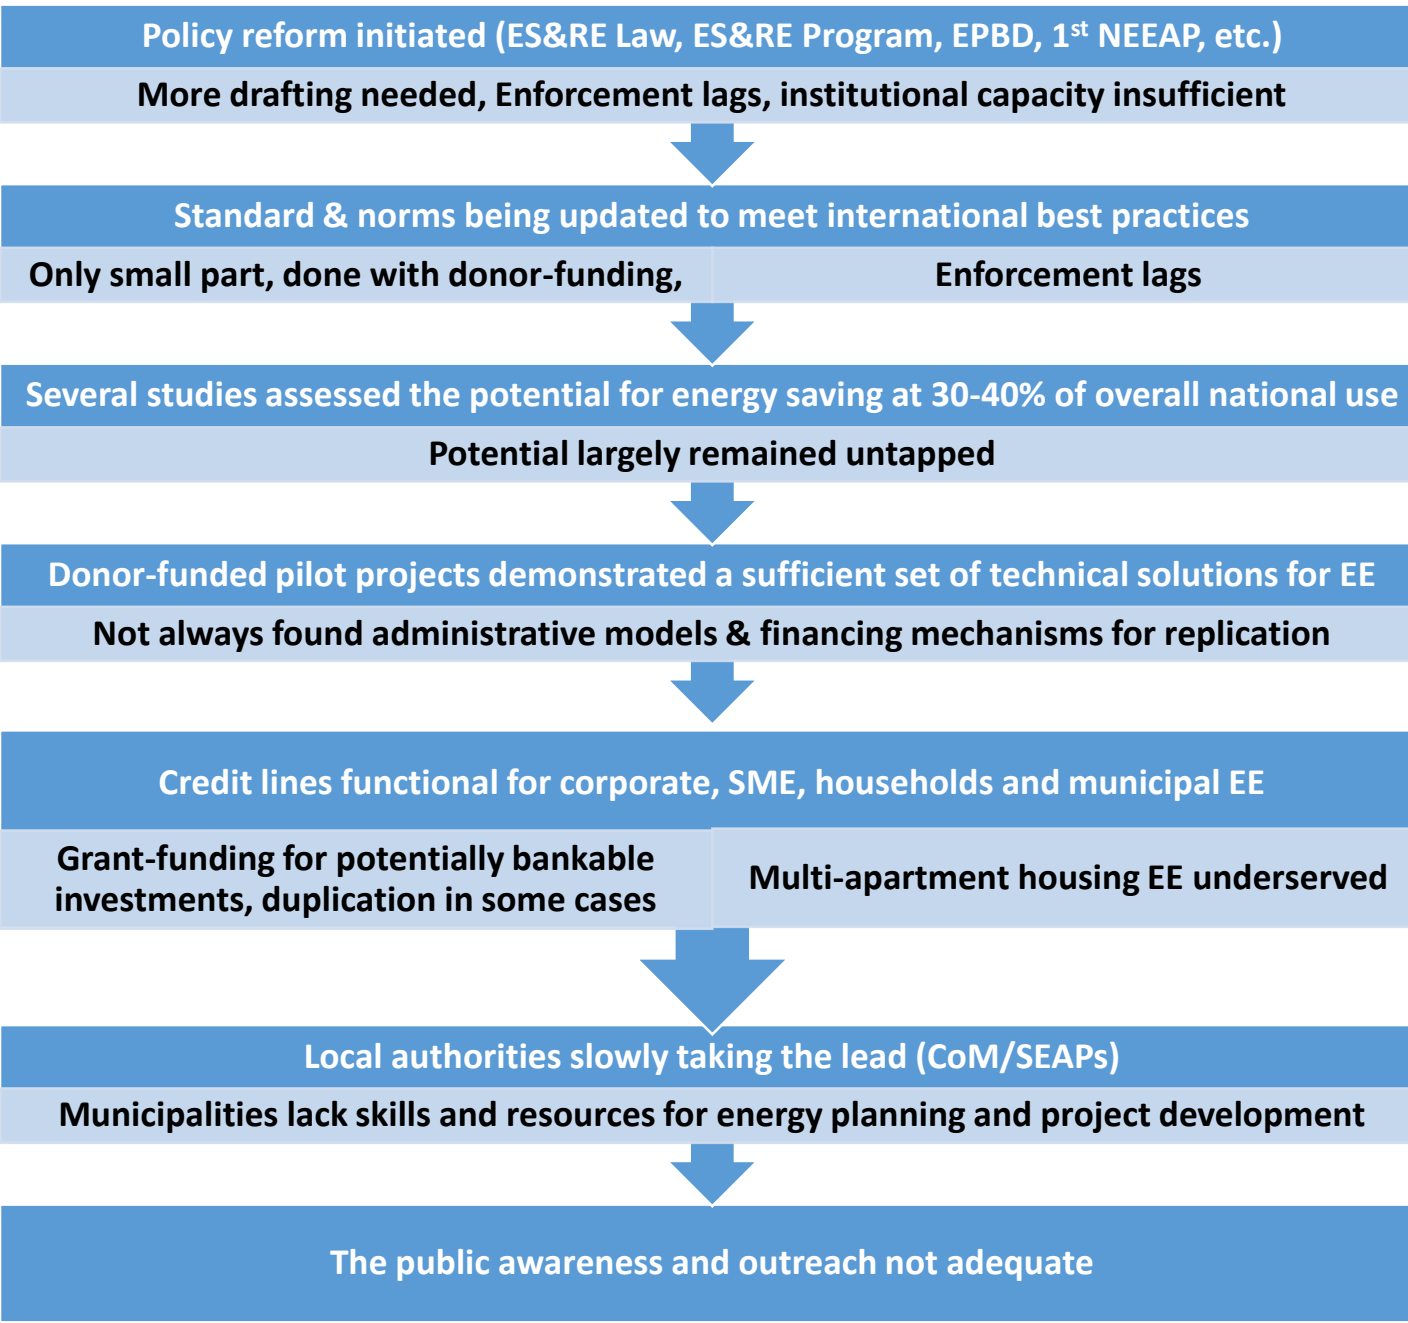 Policy reform initiated (ES&RE Law, ES&RE Program, EPBD, 1st NEEAP, etc.)
More drafting needed, Enforcement lags, institutional capacity insufficient
Standard & norms being updated to meet international best practices
Only small part, done with donor-funding,
Enforcement lags
Several studies assessed the potential for energy saving at 30-40% of overall national use
Potential largely remained untapped
Donor-funded pilot projects demonstrated a sufficient set of technical solutions for EE
Not always found administrative models & financing mechanisms for replication
Credit lines functional for corporate, SME, households and municipal EE
Grant-funding for potentially bankable
investments, duplication in some cases
Multi-apartment housing EE underserved
Local authorities slowly taking the lead (CoM/SEAPs)
Municipalities lack skills and resources for energy planning and project development
The public awareness and outreach not adequate